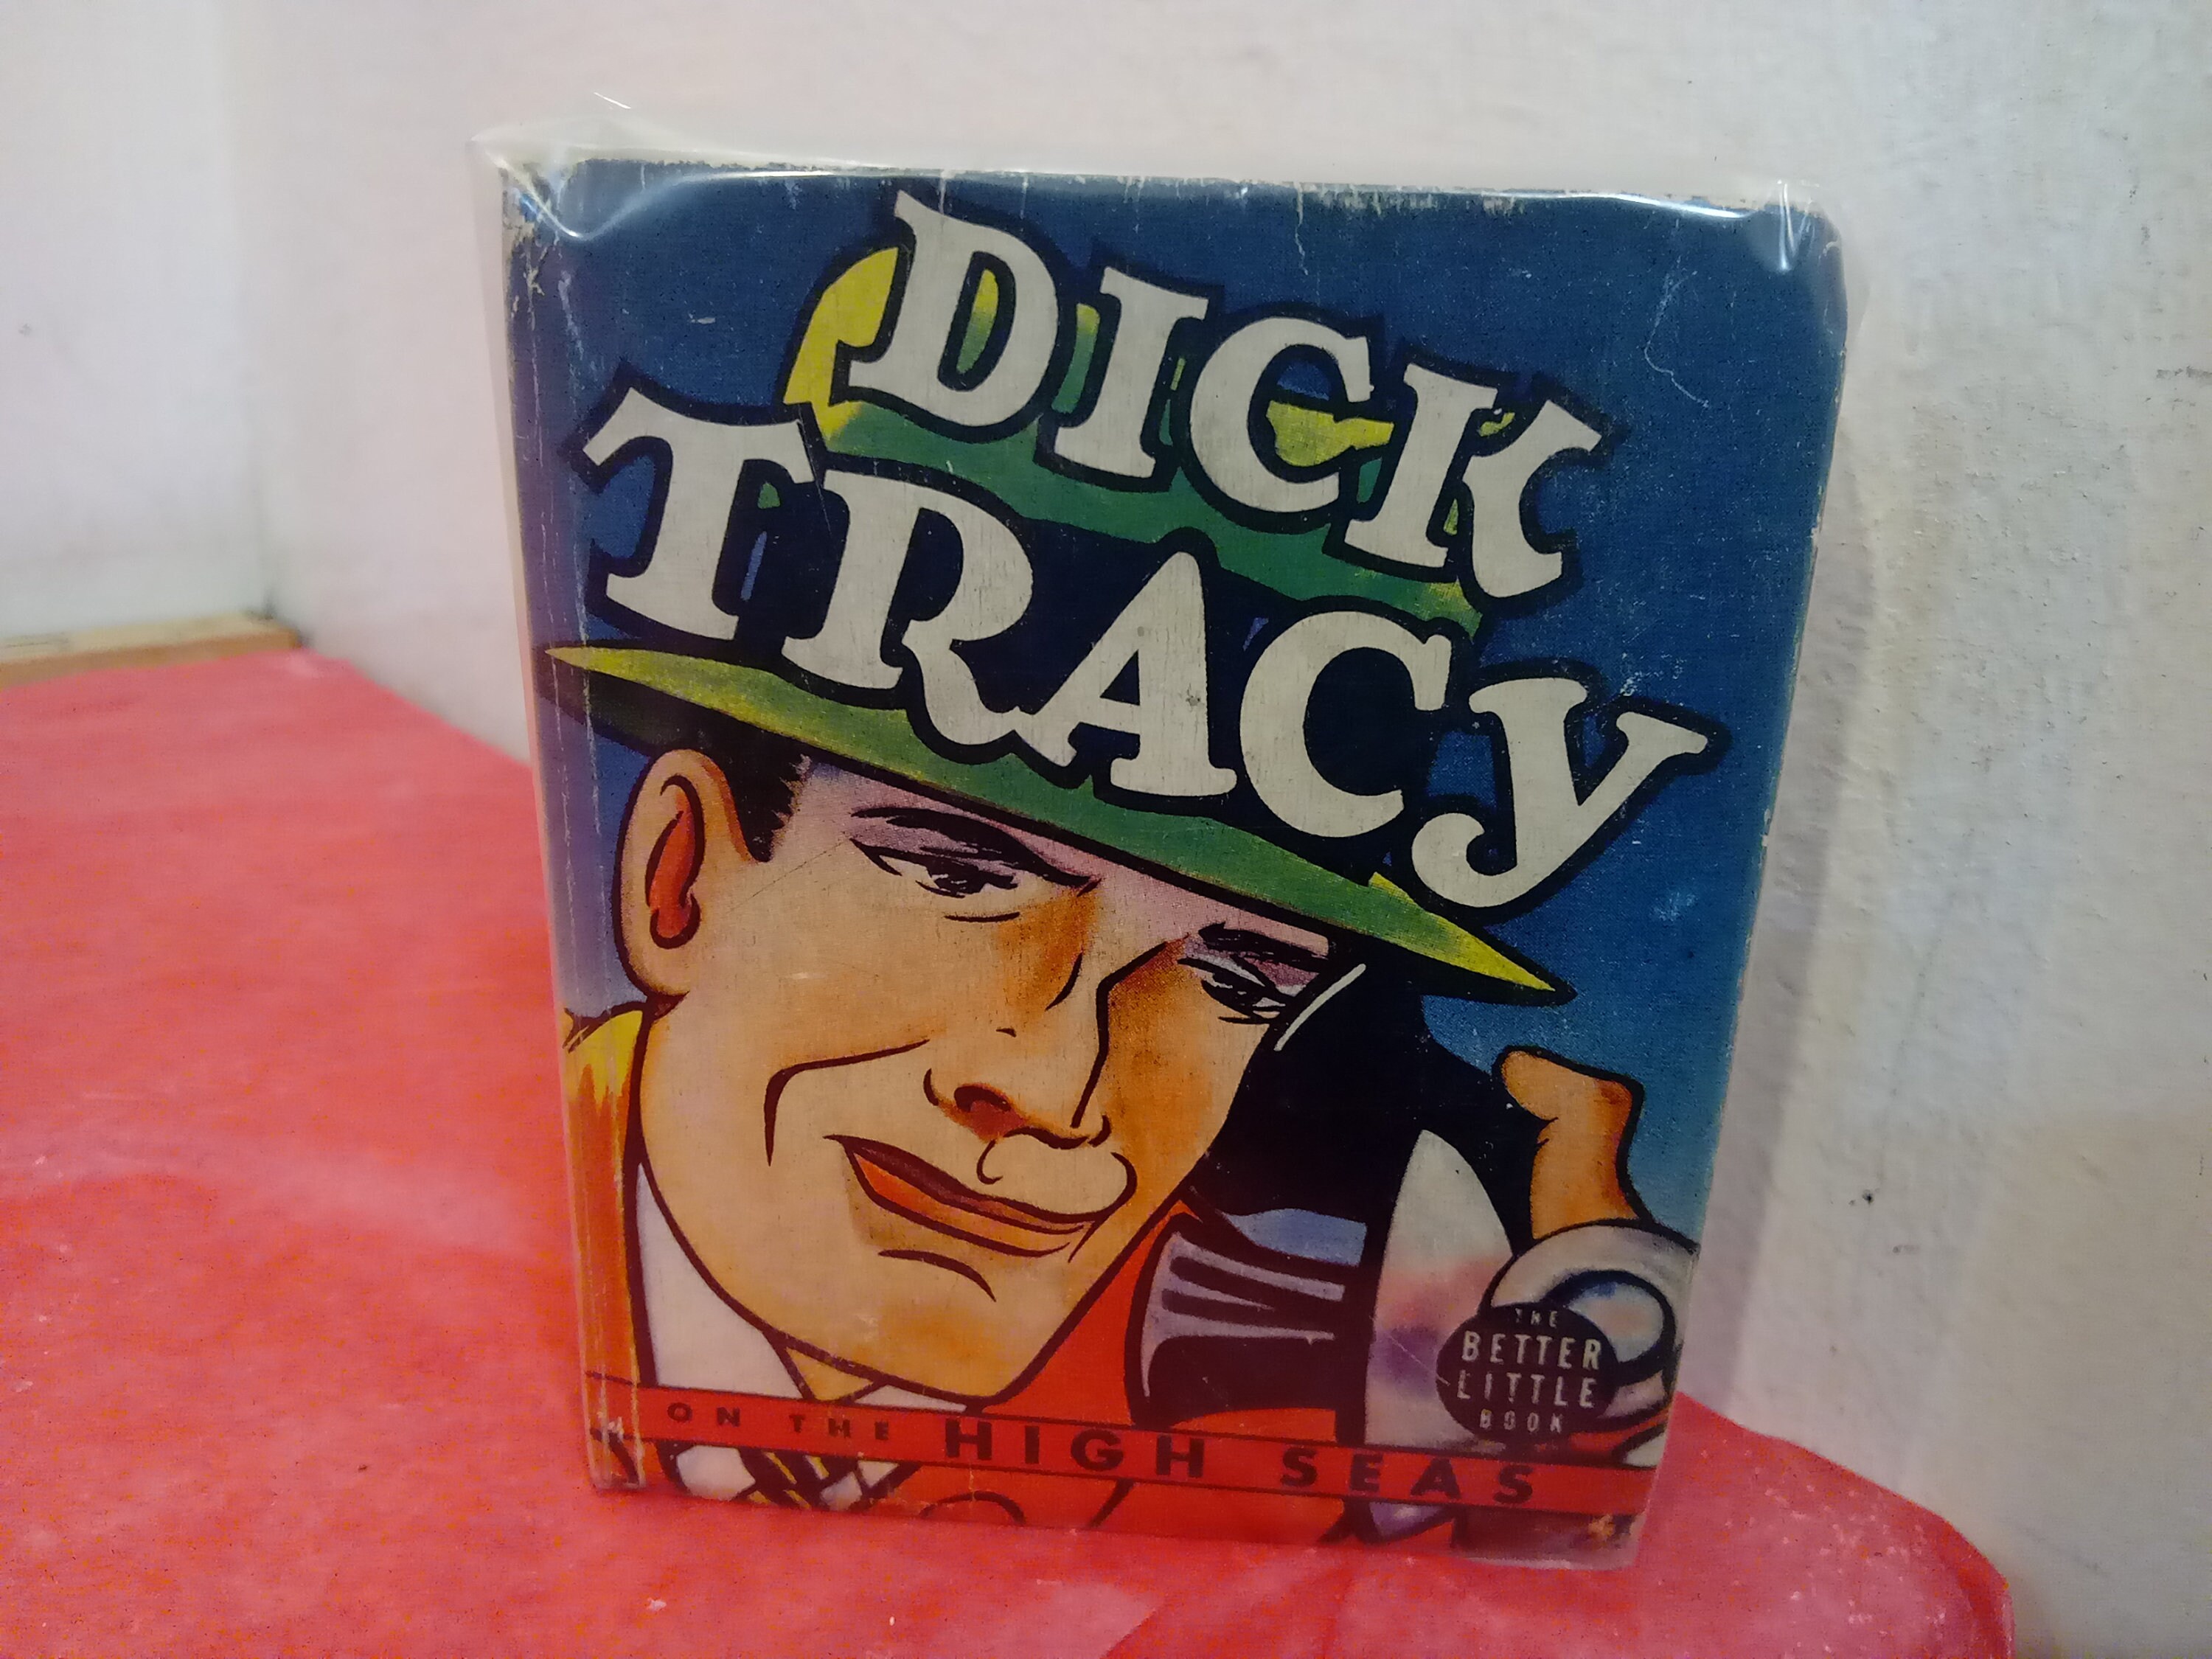 DICK
TRACY
THE
BETTER
LITTLE
BOOK
ON THE HIGH SEAS